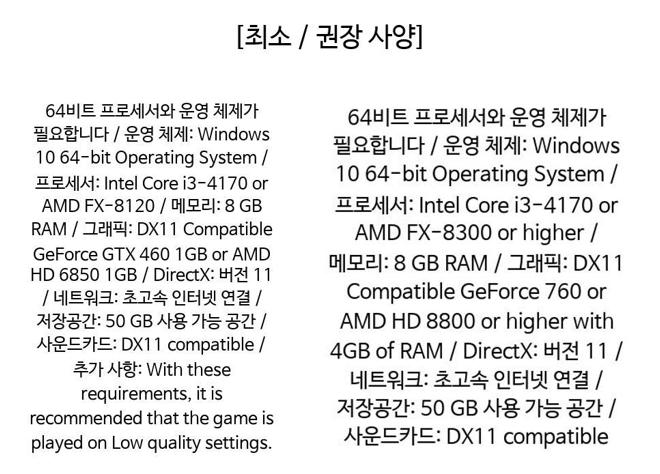 [최소 / 권장 사양]
64비트 프로세서와 운영 체제가
필요합니다 / 운영 체제: Windows
10 64-bit Operating System /
프로세서: Intel Core i3-4170 or
AMD FX-8120 / 메모리: 8 GB
RAM / 그래픽: DX11 Compatible
GeForce GTX 460 1GB or AMD
HD 6850 1GB / DirectX: 버전 11
/ 네트워크: 초고속 인터넷 연결 /
저장공간: 50 GB 사용 가능 공간 /
사운드카드: DX11 compatible /
추가 사항: With these
requirements, it is
recommended that the game is
played on Low quality settings.
64비트 프로세서와 운영 체제가
필요합니다 / 운영 체제: Windows
10 64-bit Operating System /
프로세서: Intel Core i3-4170 or
AMD FX-8300 or higher /
메모리: 8 GB RAM / 그래픽: DX11
Compatible GeForce 760 or
AMD HD 8800 or higher with
4GB of RAM / DirectX: 버전 11 /
네트워크: 초고속 인터넷 연결 /
저장공간: 50 GB 사용 가능 공간 /
사운드카드: DX11 compatible